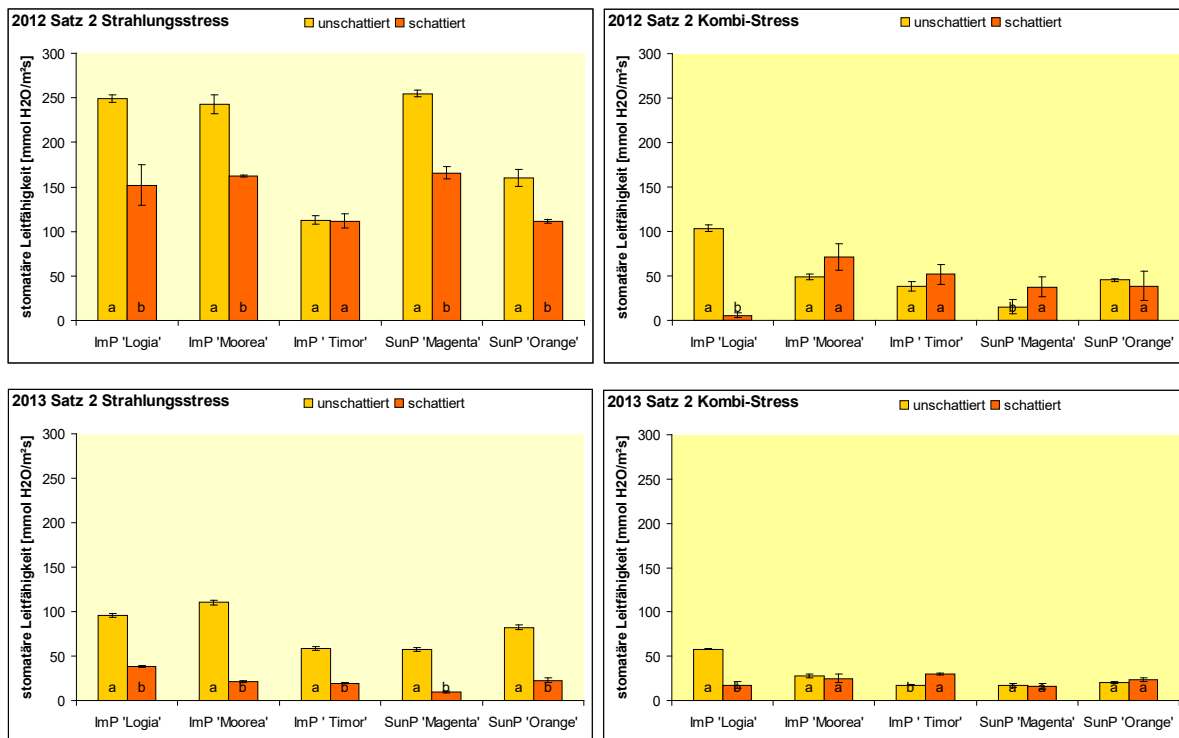 2012 Satz 2 Strahlungsstress
unschattiert schattiert
stomatäre Leitfähigkeit [mmol H2O/m²s]
300
250
200
150
100
50
0
a b a b a a a b a b
ImP 'Logia' ImP 'Moorea' ImP ' Timor' SunP 'Magenta' SunP 'Orange'
2012 Satz 2 Kombi-Stress
unschattiert schattiert
stomatäre Leitfähigkeit [mmol H2O/m²s]
300
250
200
150
100
50
0
a b a a a a b a a a
ImP 'Logia' ImP 'Moorea' ImP ' Timor' SunP 'Magenta' SunP 'Orange'
2013 Satz 2 Strahlungsstress
unschattiert schattiert
stomatäre Leitfähigkeit [mmol H2O/m²s]
300
250
200
150
100
50
0
a b a b a b a b a b
ImP 'Logia' ImP 'Moorea' ImP ' Timor' SunP 'Magenta' SunP 'Orange'
2013 Satz 2 Kombi-Stress
unschattiert schattiert
stomatäre Leitfähigkeit [mmol H2O/m²s]
300
250
200
150
100
50
0
a b a a b a a a a a
ImP 'Logia' ImP 'Moorea' ImP ' Timor' SunP 'Magenta' SunP 'Orange'